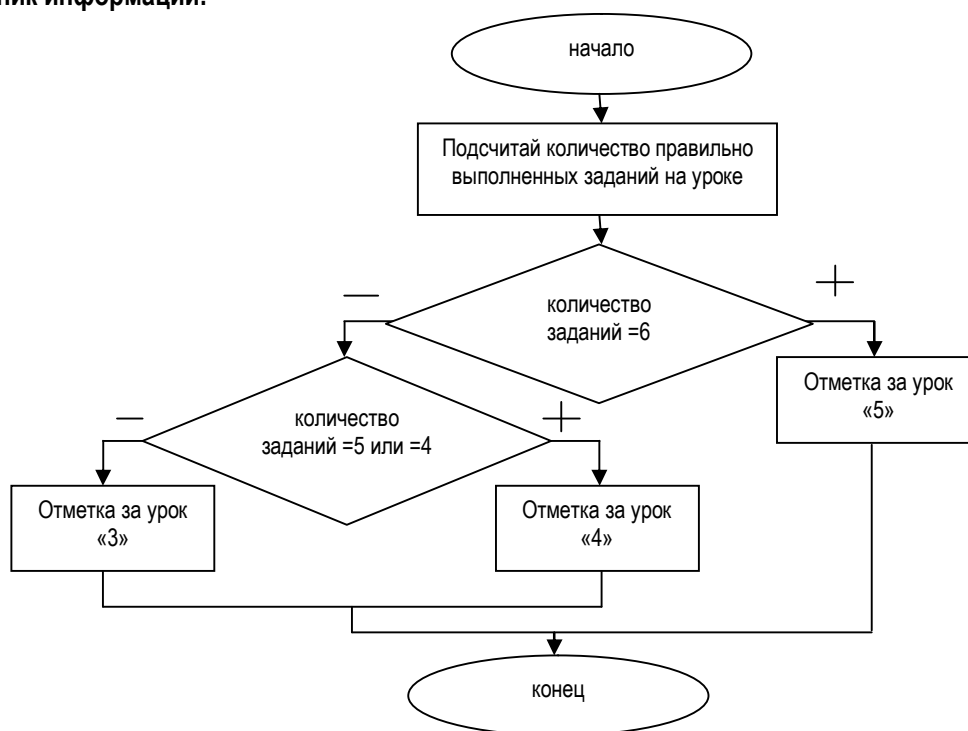 информации.
начало
Подсчитай количество правильно
выполненных заданий на уроке
количество
заданий =6
−
+
Отметка за урок
«5»
количество
заданий =5 или =4
−
+
Отметка за урок
«3»
Отметка за урок
«4»
конец